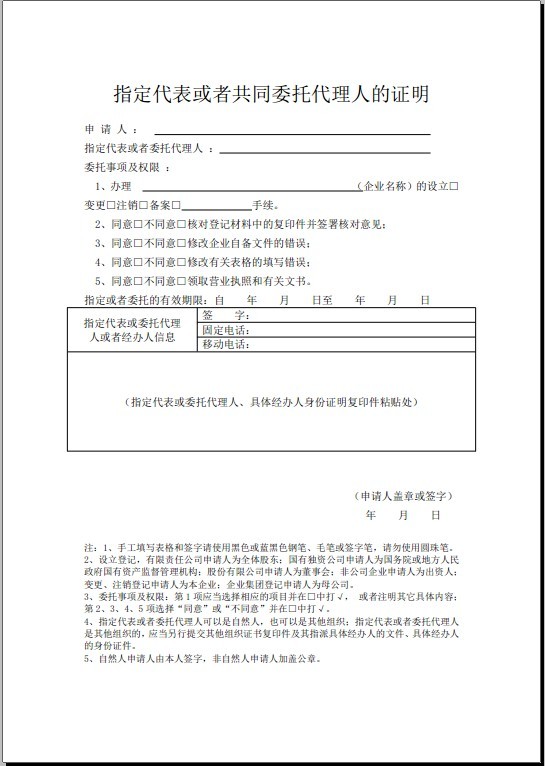 指定代表或者共同委托代理人的证明
申 请 人 ：
指定代表或者委托代理人 ：
委托事项及权限 ：
1、办理 （企业名称）的设立□
变更□注销□备案□ 手续。
2、同意□不同意□核对登记材料中的复印件并签署核对意见；
3、同意□不同意□修改企业自备文件的错误；
4、同意□不同意□修改有关表格的填写错误；
5、同意□不同意□领取营业执照和有关文书。
指定或者委托的有效期限：自 年 月 日至 年 月 日
指定代表或委托代理
人或者经办人信息
签 字：
固定电话：
移动电话：
（指定代表或委托代理人、具体经办人身份证明复印件粘贴处）
（申请人盖章或签字）
年 月 日
注：1、手工填写表格和签字请使用黑色或蓝黑色钢笔、毛笔或签字笔，请勿使用圆珠笔。
2、设立登记，有限责任公司申请人为全体股东；国有独资公司申请人为国务院或地方人民
政府国有资产监督管理机构；股份有限公司申请人为董事会；非公司企业申请人为出资人；
变更、注销登记申请人为本企业；企业集团登记申请人为母公司。
3、委托事项及权限：第 1 项应当选择相应的项目并在□中打√， 或者注明其它具体内容；
第 2、3、4、5 项选择“同意”或“不同意”并在□中打√。
4、指定代表或者委托代理人可以是自然人，也可以是其他组织；指定代表或者委托代理人
是其他组织的，应当另行提交其他组织证书复印件及其指派具体经办人的文件、具体经办人
的身份证件。
5、自然人申请人由本人签字，非自然人申请人加盖公章。